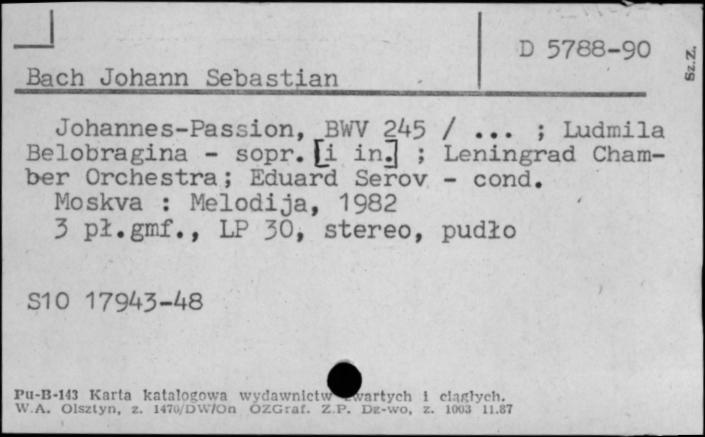 D 5788-90
Sz.Z.
Bach Johann Sebastian
Johannes-Passion, BWV 245 / ... ; Ludmila
Belobragina - sopr. [i in.] ; Leningrad Cham-
ber Orchestra; Eduard Serov - cond.
Moskva : Melodija, 1982
3 pł.gmf., LP 30, stereo, pudło
S10 17943-48
Pu-B-143 Karta katalogowa wydawnictw zwartych i ciągłych.
W.A. Olsztyn, z. 1470/DW/On OZGraf. Z.P. Dz-wo, z. 1003 11.87